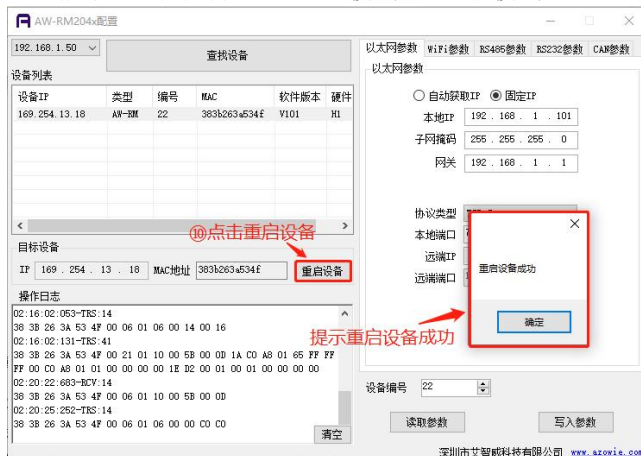 AW-RM204x配置
192.168.1.50
查找设备
设备列表
设备IP 类型 编号 MAC 软件版本 硬件
169.254.13.18 AW-RM 22 383b263a534f V101 H1
⑩点击重启设备
目标设备
IP 169 . 254 . 13 . 18 MAC地址 383b263a534f 重启设备
操作日志
02:16:02:053-TRS:14
38 3B 26 3A 53 4F 00 06 01 06 00 14 00 16
02:16:02:131-TRS:41
38 3B 26 3A 53 4F 00 21 01 10 00 5B 00 0D 1A C0 A8 01 65 FF FF
FF 00 C0 A8 01 01 00 00 00 00 1E D2 00 01 00 01 00 00 00 00
02:20:22:683-RCV:14
38 3B 26 3A 53 4F 00 06 01 10 00 5B 00 0D
02:20:25:252-TRS:14
38 3B 26 3A 53 4F 00 06 01 06 00 00 C0 C0
清空
以太网参数 WiFi参数 RS485参数 RS232参数 CAN参数
以太网参数
自动获取IP 固定IP
本地IP 192 . 168 . 1 . 101
子网掩码 255 . 255 . 255 . 0
网关 192 . 168 . 1 . 1
协议类型
本地端口
远端IP
远端端口
重启设备成功
确定
提示重启设备成功
设备编号 22
读取参数 写入参数
深圳市艾智威科技有限公司 www.azowie.com